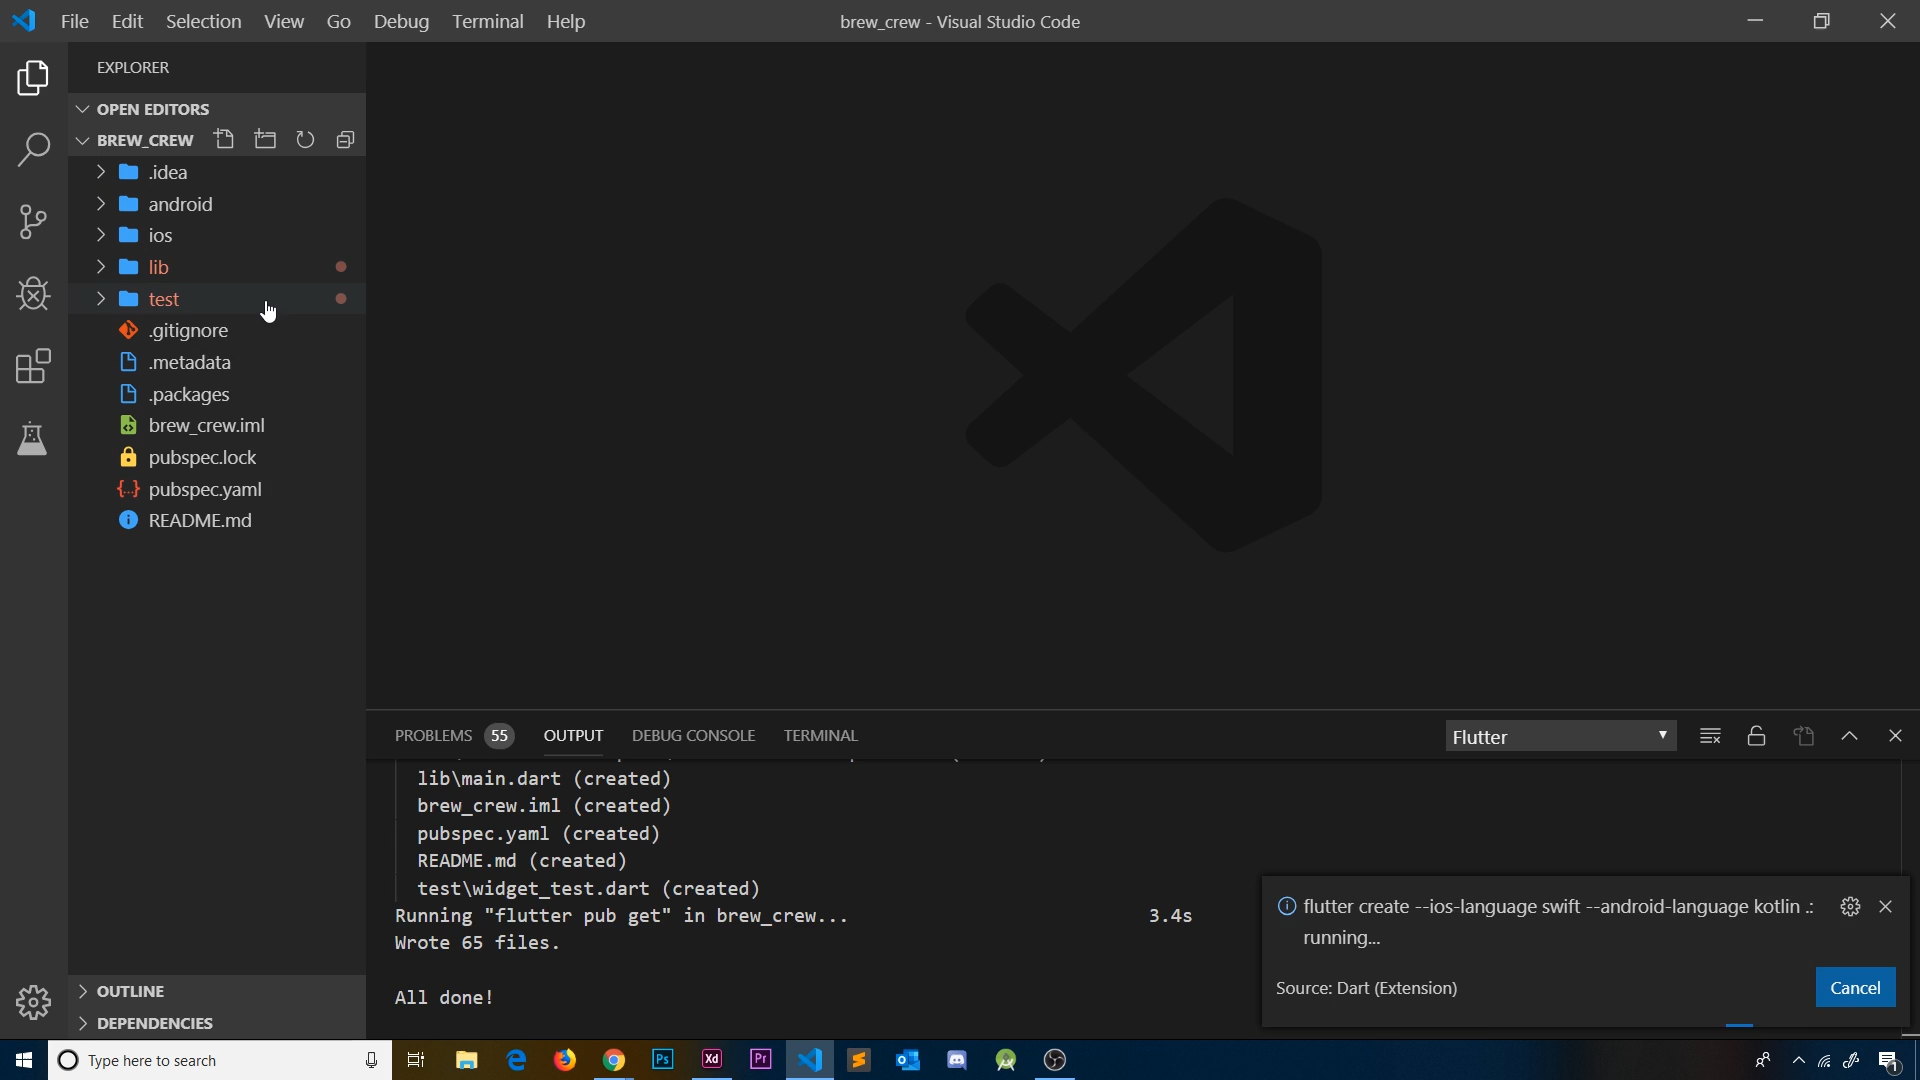 File Edit Selection View Go Debug Terminal Help
brew_crew - Visual Studio Code
EXPLORER
OPEN EDITORS
BREW_CREW
.idea
android
ios
lib
test
.gitignore
.metadata
.packages
brew_crew.iml
pubspec.lock
pubspec.yaml
README.md
OUTLINE
DEPENDENCIES
PROBLEMS 55 OUTPUT DEBUG CONSOLE TERMINAL
Flutter
lib\main.dart (created)
brew_crew.iml (created)
pubspec.yaml (created)
README.md (created)
test\widget_test.dart (created)
Running "flutter pub get" in brew_crew... 3.4s
Wrote 65 files.
All done!
flutter create --ios-language swift --android-language kotlin .:
running...
Source: Dart (Extension)
Cancel
Type here to search
Ps
Xd
Pr
1